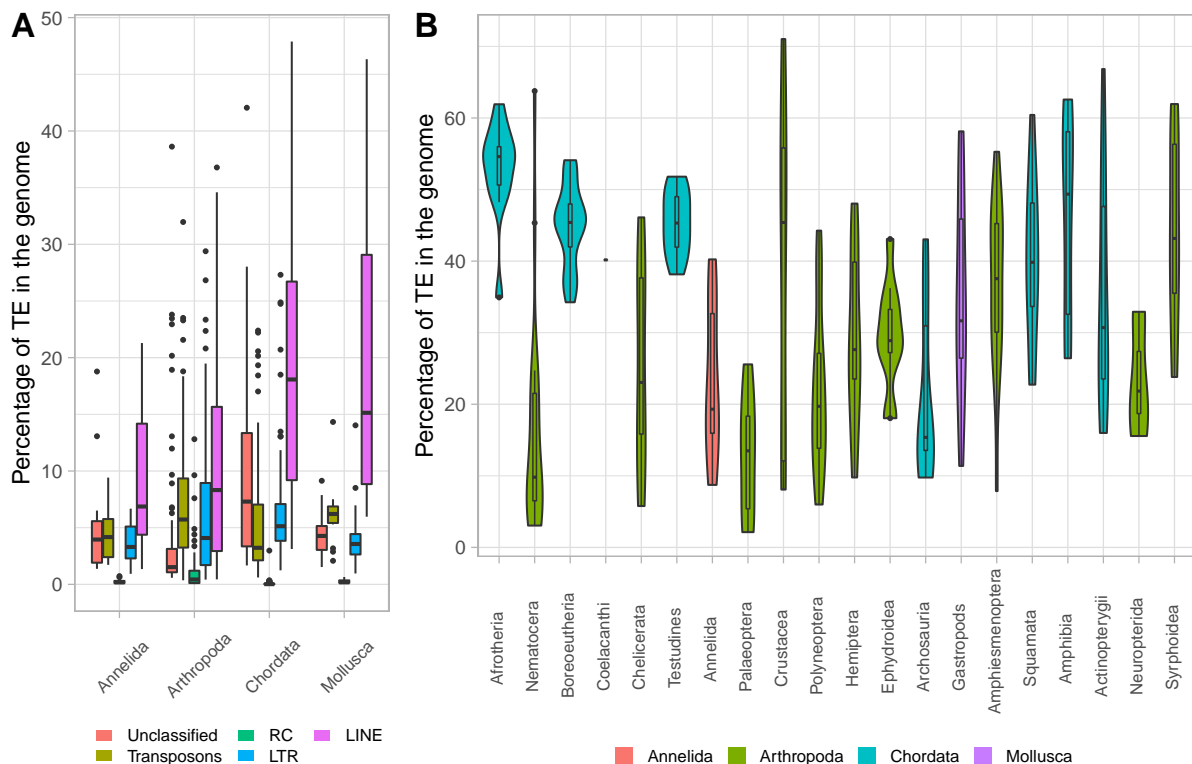 A
Percentage of TE in the genome
50
40
30
20
10
0
Annelida
Arthropoda
Chordata
Mollusca
Unclassified
RC
LINE
Transposons
LTR
B
Percentage of TE in the genome
60
40
20
0
Afrotheria
Nematocera
Boreoeutheria
Coelacanthi
Chelicerata
Testudines
Annelida
Palaeoptera
Crustacea
Polyneoptera
Hemiptera
Ephydroidea
Archosauria
Gastropods
Amphiesmenoptera
Squamata
Amphibia
Actinopterygii
Neuropterida
Syrphoidea
Annelida
Arthropoda
Chordata
Mollusca